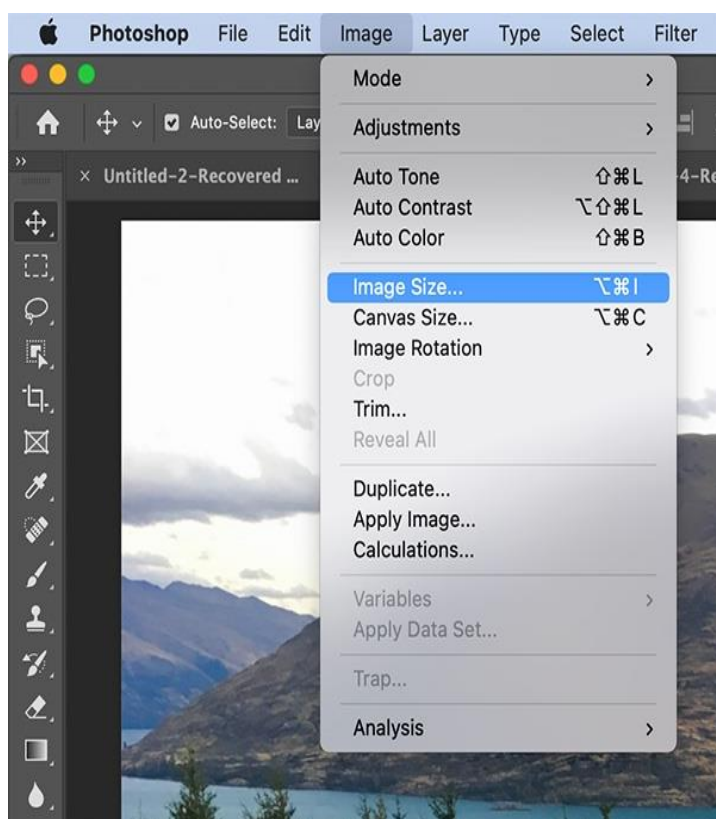 Photoshop File Edit Image Layer Type Select Filter
Auto-Select: Lay
× Untitled-2-Recovered ... -4-Re
Mode >
Adjustments >
Auto Tone ⇧⌘L
Auto Contrast ⌥⇧⌘L
Auto Color ⇧⌘B
Image Size... ⌥⌘I
Canvas Size... ⌥⌘C
Image Rotation >
Crop
Trim...
Reveal All
Duplicate...
Apply Image...
Calculations...
Variables >
Apply Data Set...
Trap...
Analysis >